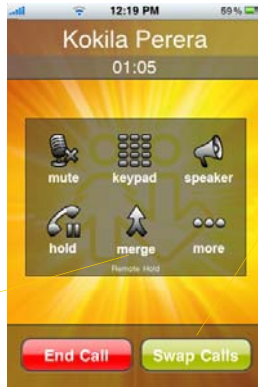 12:19 PM 69%
Kokila Perera
01:05
mute keypad speaker
hold merge more
Remote Hold
End Call Swap Calls